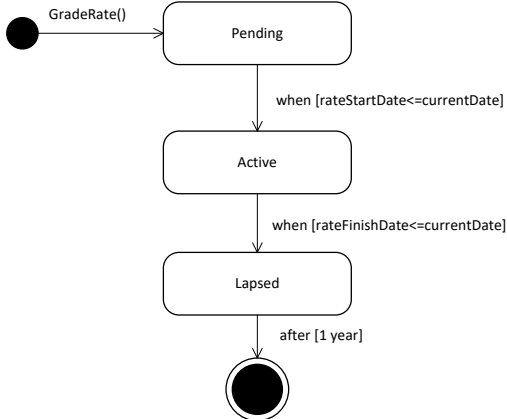 GradeRate()
Pending
when [rateStartDate<=currentDate]
Active
when [rateFinishDate<=currentDate]
Lapsed
after [1 year]